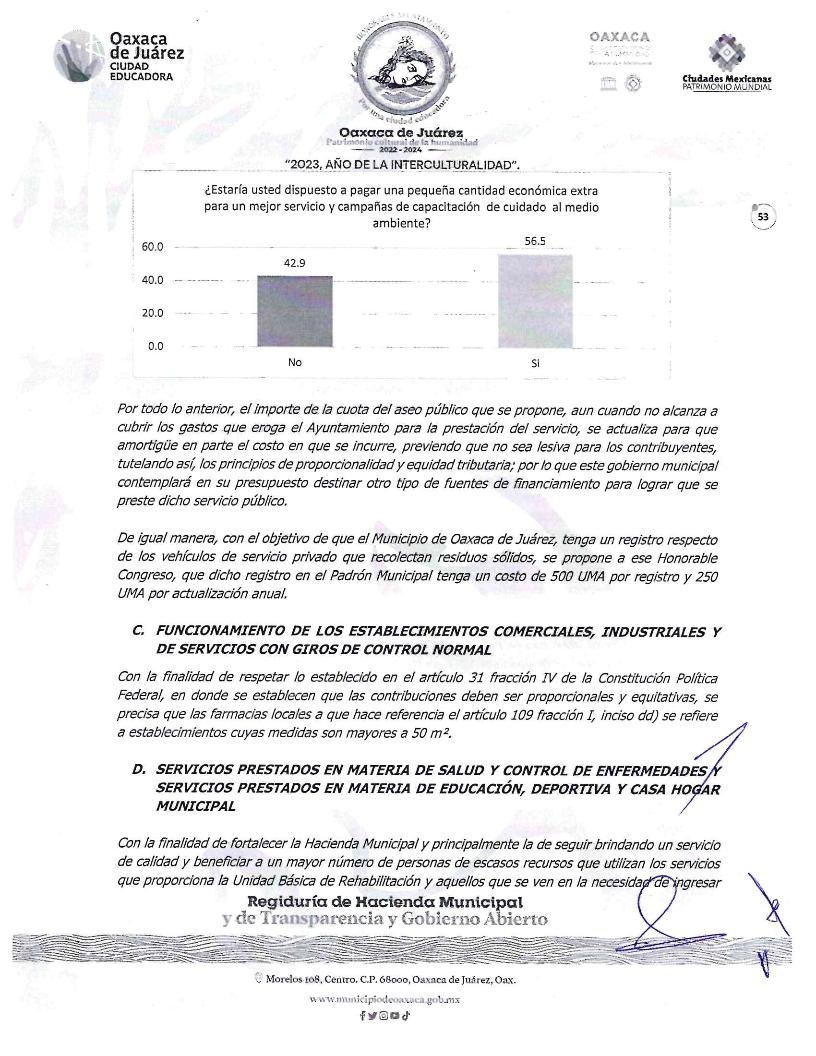 Oaxaca
de Juárez
CIUDAD
EDUCADORA
HONORABLE AYUNTAMIENTO
Por una ciudad educadora
Oaxaca de Juárez
Patrimonio cultural de la humanidad
2022 - 2024
OAXACA
Ciudades Mexicanas
PATRIMONIO MUNDIAL
"2023, AÑO DE LA INTERCULTURALIDAD".
53
¿Estaría usted dispuesto a pagar una pequeña cantidad económica extra
para un mejor servicio y campañas de capacitación de cuidado al medio
ambiente?
60.0
40.0
20.0
0.0
42.9
56.5
No
Si
Por todo lo anterior, el importe de la cuota del aseo público que se propone, aun cuando no alcanza a
cubrir los gastos que eroga el Ayuntamiento para la prestación del servicio, se actualiza para que
amortigüe en parte el costo en que se incurre, previendo que no sea lesiva para los contribuyentes,
tutelando así, los principios de proporcionalidad y equidad tributaria; por lo que este gobierno municipal
contemplará en su presupuesto destinar otro tipo de fuentes de financiamiento para lograr que se
preste dicho servicio público.
De igual manera, con el objetivo de que el Municipio de Oaxaca de Juárez, tenga un registro respecto
de los vehículos de servicio privado que recolectan residuos sólidos, se propone a ese Honorable
Congreso, que dicho registro en el Padrón Municipal tenga un costo de 500 UMA por registro y 250
UMA por actualización anual.
C. FUNCIONAMIENTO DE LOS ESTABLECIMIENTOS COMERCIALES, INDUSTRIALES Y
DE SERVICIOS CON GIROS DE CONTROL NORMAL
Con la finalidad de respetar lo establecido en el artículo 31 fracción IV de la Constitución Política
Federal, en donde se establecen que las contribuciones deben ser proporcionales y equitativas, se
precisa que las farmacias locales a que hace referencia el artículo 109 fracción I, inciso dd) se refiere
a establecimientos cuyas medidas son mayores a 50 m².
D. SERVICIOS PRESTADOS EN MATERIA DE SALUD Y CONTROL DE ENFERMEDADES Y
SERVICIOS PRESTADOS EN MATERIA DE EDUCACIÓN, DEPORTIVA Y CASA HOGAR
MUNICIPAL
Con la finalidad de fortalecer la Hacienda Municipal y principalmente la de seguir brindando un servicio
de calidad y beneficiar a un mayor número de personas de escasos recursos que utilizan los servicios
que proporciona la Unidad Básica de Rehabilitación y aquellos que se ven en la necesidad de ingresar
Regiduría de Hacienda Municipal
y de Transparencia y Gobierno Abierto
Morelos 108, Centro. C.P. 68000, Oaxaca de Juárez, Oax.
www.municipiodeoaxaca.gob.mx